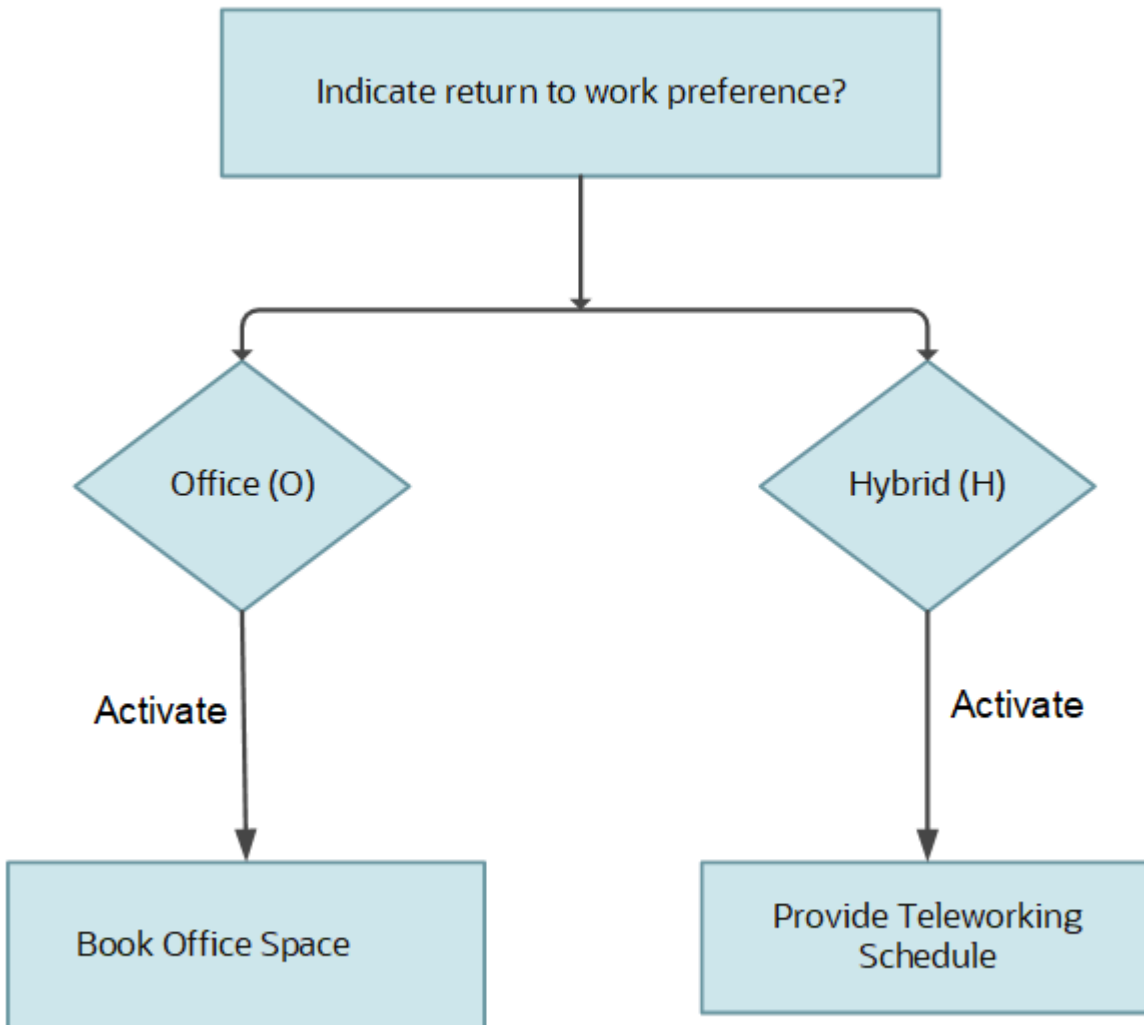 Indicate return to work preference?
Office (O)
Hybrid (H)
Activate
Activate
Book Office Space
Provide Teleworking
Schedule